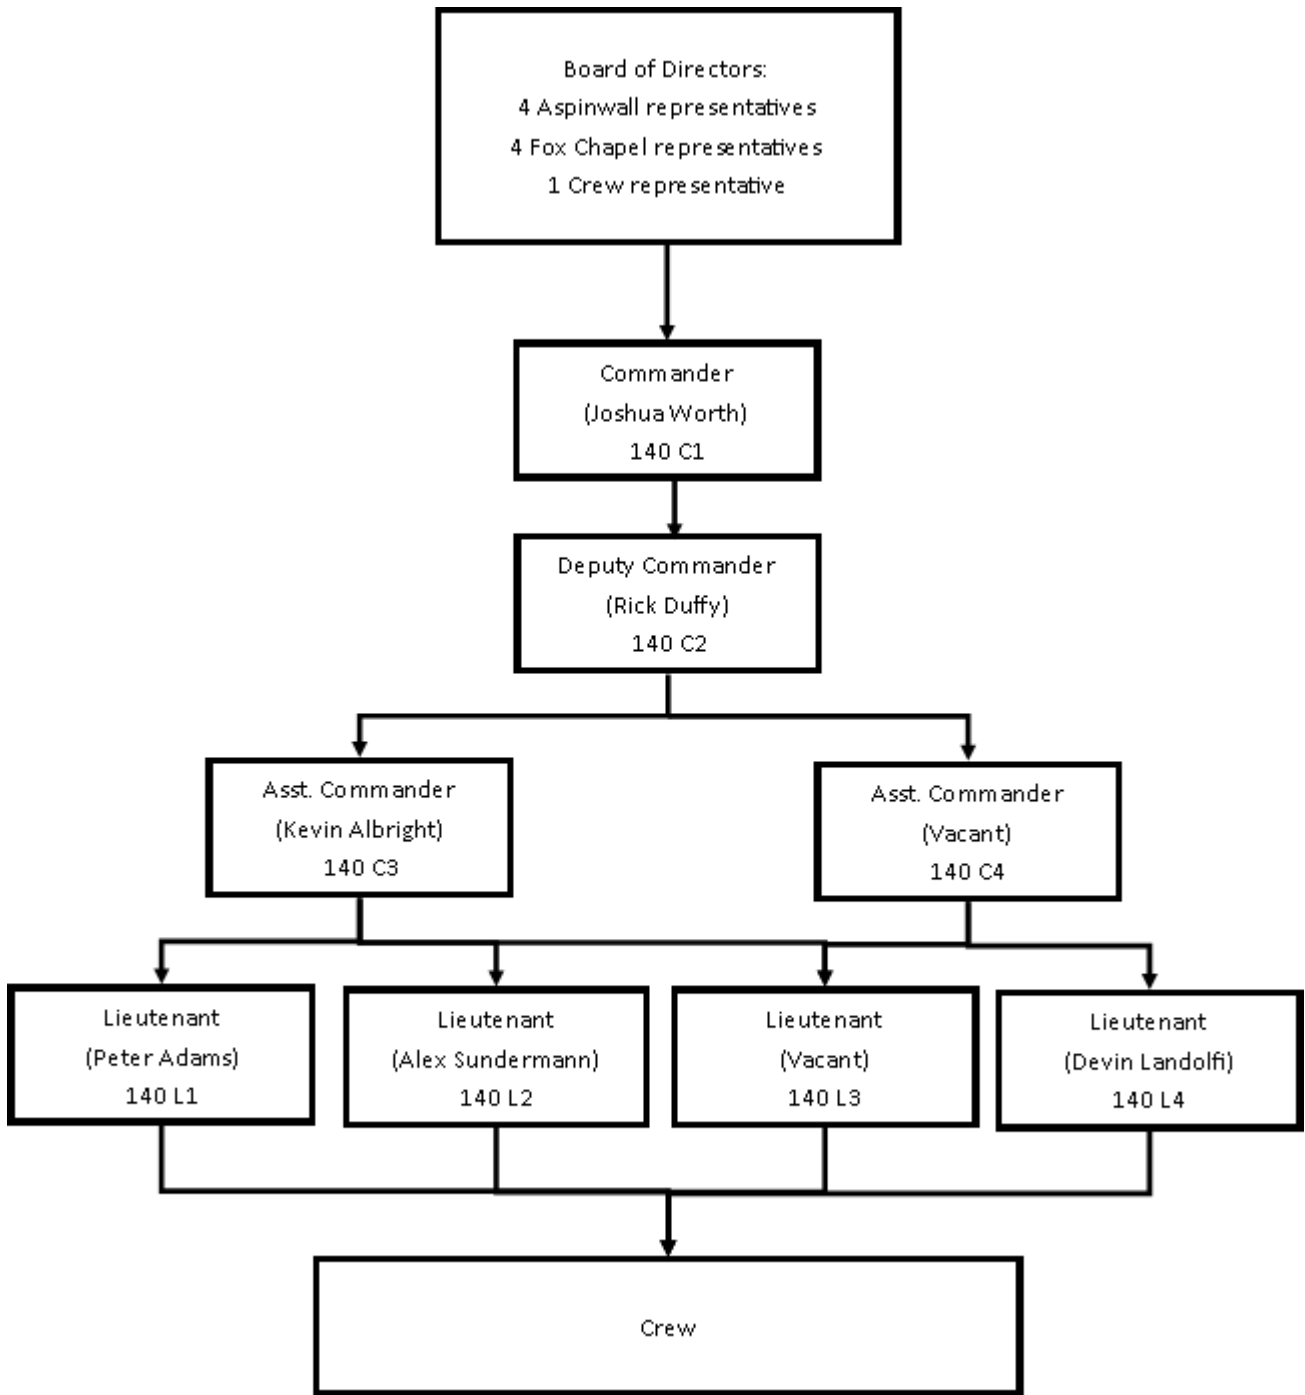 Board of Directors:
4 Aspinwall representatives
4 Fox Chapel representatives
1 Crew representative
Commander
(Joshua Worth)
140 C1
Deputy Commander
(Rick Duffy)
140 C2
Asst. Commander
(Kevin Albright)
140 C3
Asst. Commander
(Vacant)
140 C4
Lieutenant
(Peter Adams)
140 L1
Lieutenant
(Alex Sundermann)
140 L2
Lieutenant
(Vacant)
140 L3
Lieutenant
(Devin Landolfi)
140 L4
Crew